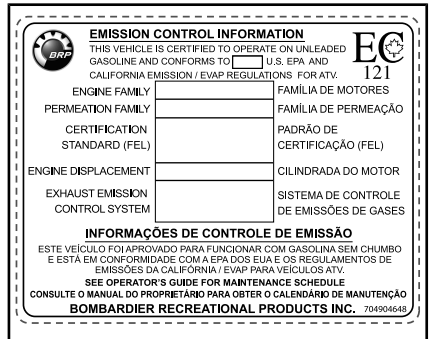 EMISSION CONTROL INFORMATION
THIS VEHICLE IS CERTIFIED TO OPERATE ON UNLEADED
GASOLINE AND CONFORMS TO U.S. EPA AND
CALIFORNIA EMISSION / EVAP REGULATIONS FOR ATV.
BRP
EC
121
ENGINE FAMILY FAMÍLIA DE MOTORES
PERMEATION FAMILY FAMÍLIA DE PERMEAÇÃO
CERTIFICATION PADRÃO DE
STANDARD (FEL) CERTIFICAÇÃO (FEL)
ENGINE DISPLACEMENT CILINDRADA DO MOTOR
EXHAUST EMISSION SISTEMA DE CONTROLE
CONTROL SYSTEM DE EMISSÕES DE GASES
INFORMAÇÕES DE CONTROLE DE EMISSÃO
ESTE VEÍCULO FOI APROVADO PARA FUNCIONAR COM GASOLINA SEM CHUMBO
E ESTÁ EM CONFORMIDADE COM A EPA DOS EUA E OS REGULAMENTOS DE
EMISSÕES DA CALIFÓRNIA / EVAP PARA VEÍCULOS ATV.
SEE OPERATOR'S GUIDE FOR MAINTENANCE SCHEDULE
CONSULTE O MANUAL DO PROPRIETÁRIO PARA OBTER O CALENDÁRIO DE MANUTENÇÃO
BOMBARDIER RECREATIONAL PRODUCTS INC. 704904648